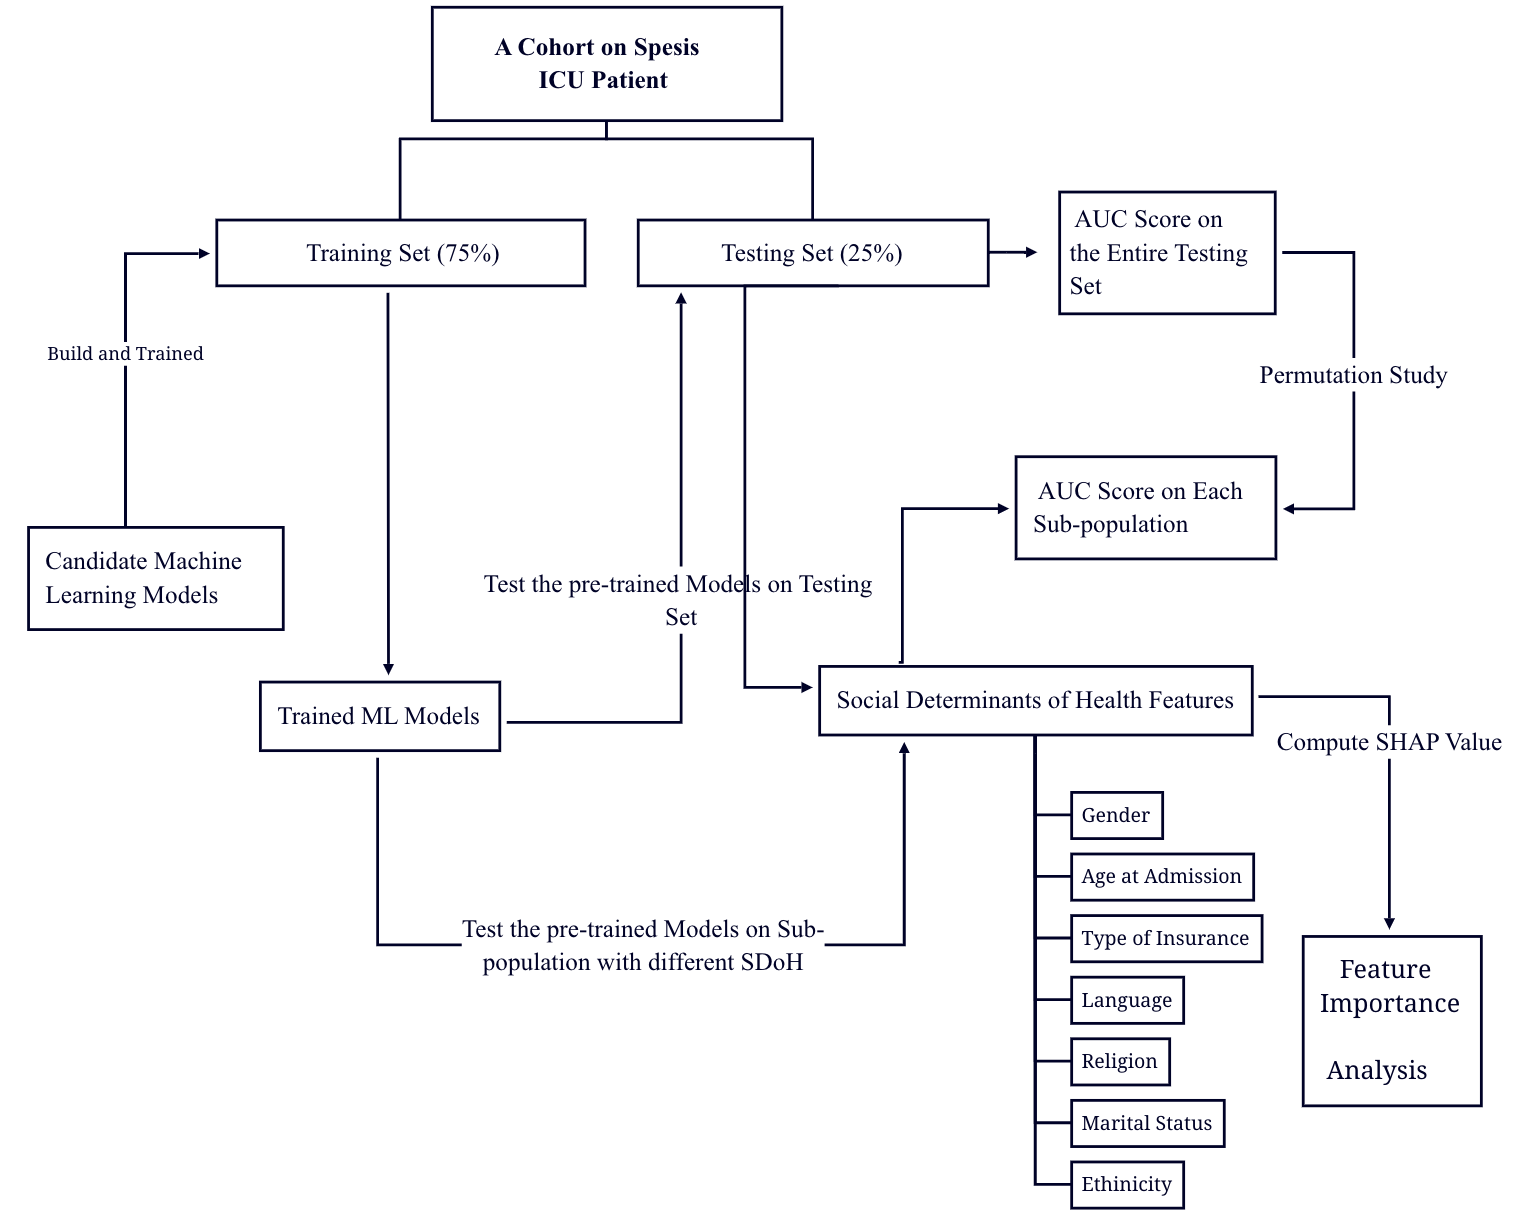 A Cohort on Spesis
ICU Patient
Training Set (75%)
Testing Set (25%)
AUC Score on
the Entire Testing
Set
Build and Trained
Permutation Study
AUC Score on Each
Sub-population
Candidate Machine
Learning Models
Test the pre-trained Models on Testing
Set
Trained ML Models
Social Determinants of Health Features
Compute SHAP Value
Gender
Age at Admission
Type of Insurance
Language
Religion
Marital Status
Ethinicity
Test the pre-trained Models on Sub-
population with different SDoH
Feature
Importance
Analysis